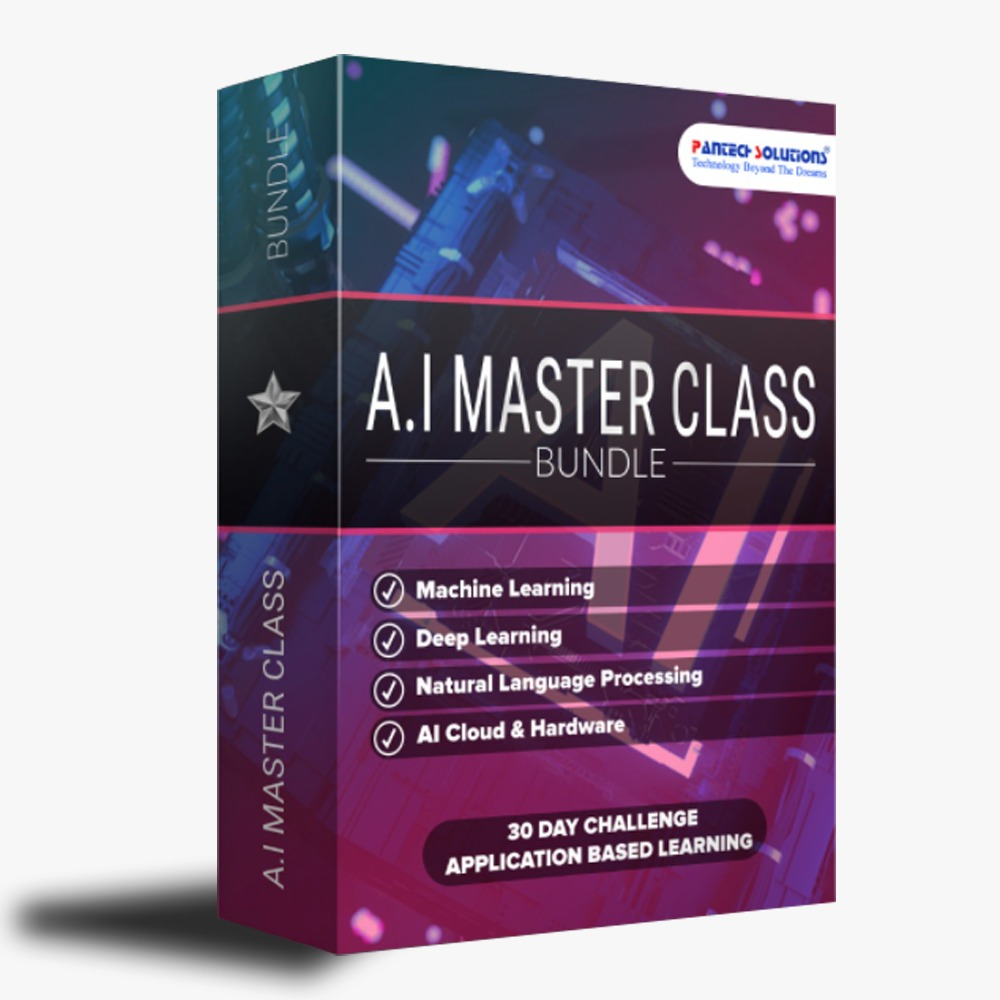 BUNDLE
A.I MASTER CLASS
PANTECH SOLUTIONS®
Technology Beyond The Dreams
A.I MASTER CLASS
BUNDLE
Machine Learning
Deep Learning
Natural Language Processing
AI Cloud & Hardware
30 DAY CHALLENGE
APPLICATION BASED LEARNING